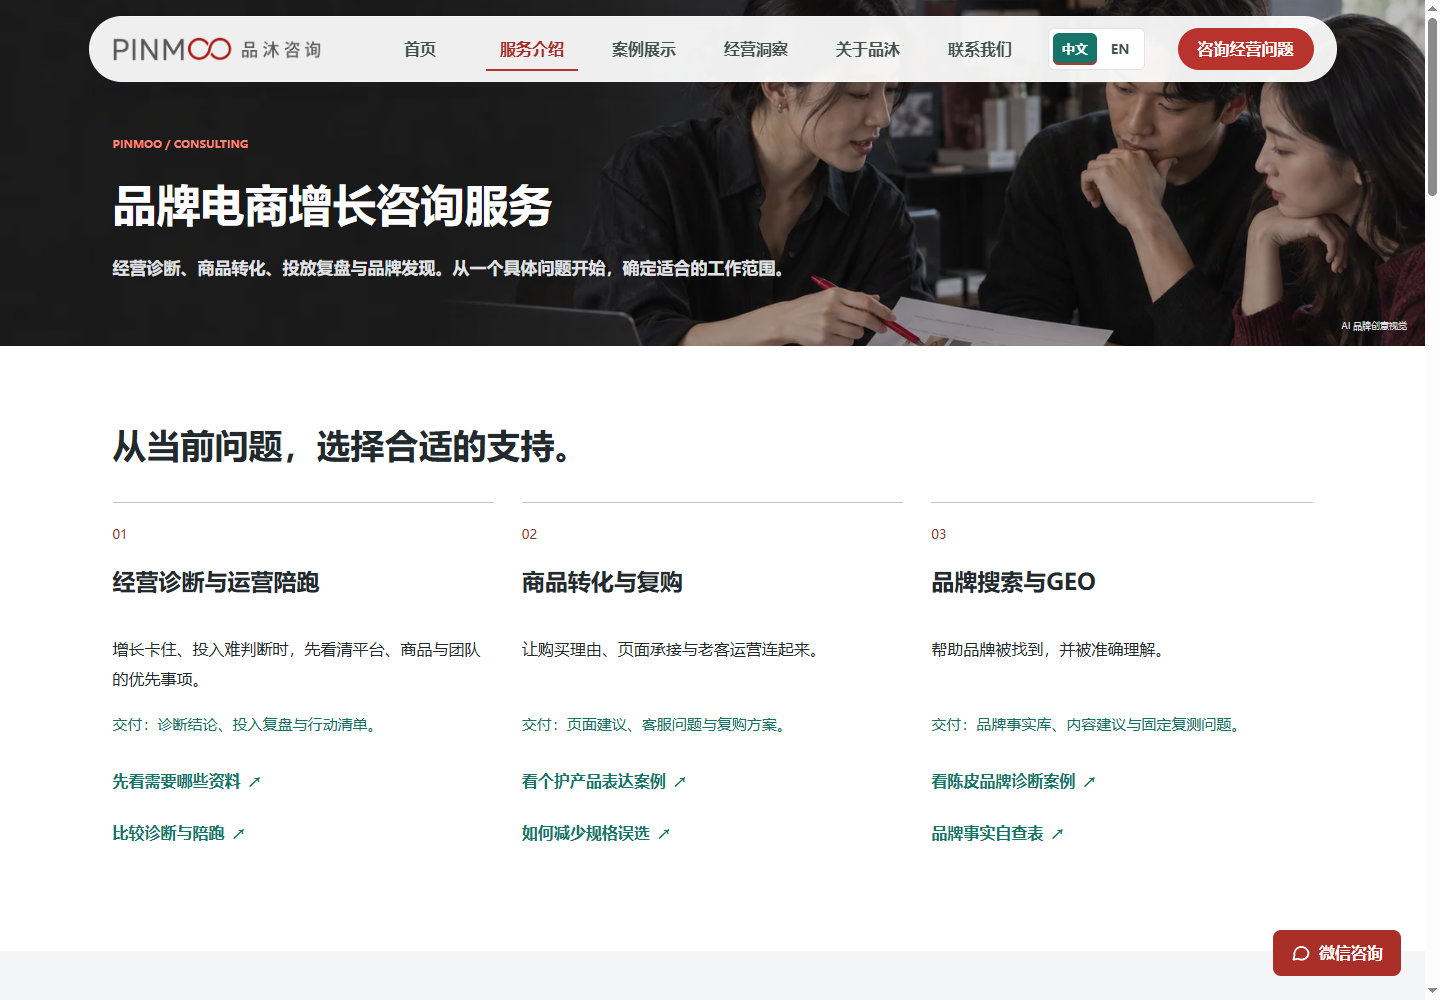 PINMOO 品沐咨询
首页
服务介绍
案例展示
经营洞察
关于品沐
联系我们
中文
EN
咨询经营问题
PINMOO / CONSULTING
品牌电商增长咨询服务
经营诊断、商品转化、投放复盘与品牌发现。从一个具体问题开始，确定适合的工作范围。
AI 品牌创意视觉
从当前问题，选择合适的支持。
01
经营诊断与运营陪跑
增长卡住、投入难判断时，先看清平台、商品与团队
的优先事项。
交付：诊断结论、投入复盘与行动清单。
先看需要哪些资料 ↗
比较诊断与陪跑 ↗
02
商品转化与复购
让购买理由、页面承接与老客运营连起来。
交付：页面建议、客服问题与复购方案。
看个护产品表达案例 ↗
如何减少规格误选 ↗
03
品牌搜索与GEO
帮助品牌被找到，并被准确理解。
交付：品牌事实库、内容建议与固定复测问题。
看陈皮品牌诊断案例 ↗
品牌事实自查表 ↗
微信咨询